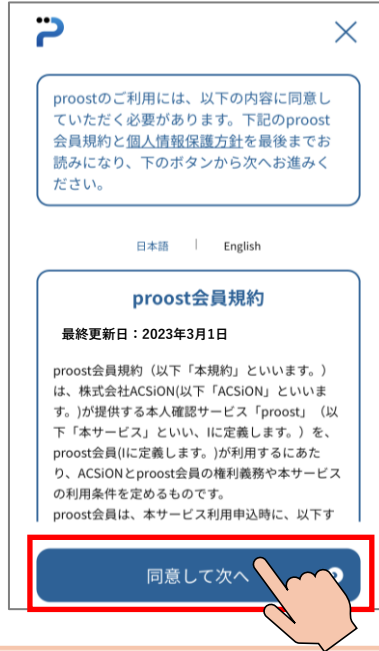 proostのご利用には、以下の内容に同意し
ていただく必要があります。下記のproost
会員規約と個人情報保護方針を最後までお
読みになり、下のボタンから次へお進みく
ださい。
日本語 | English
proost会員規約
最終更新日：2023年3月1日
proost会員規約（以下「本規約」といいます。）
は、株式会社ACSiON(以下「ACSiON」といいま
す。)が提供する本人確認サービス「proost」（以
下「本サービス」といい、Iに定義します。）を、
proost会員(Iに定義します。)が利用するにあた
り、ACSiONとproost会員の権利義務や本サービス
の利用条件を定めるものです。
proost会員は、本サービス利用申込時に、以下す
同意して次へ